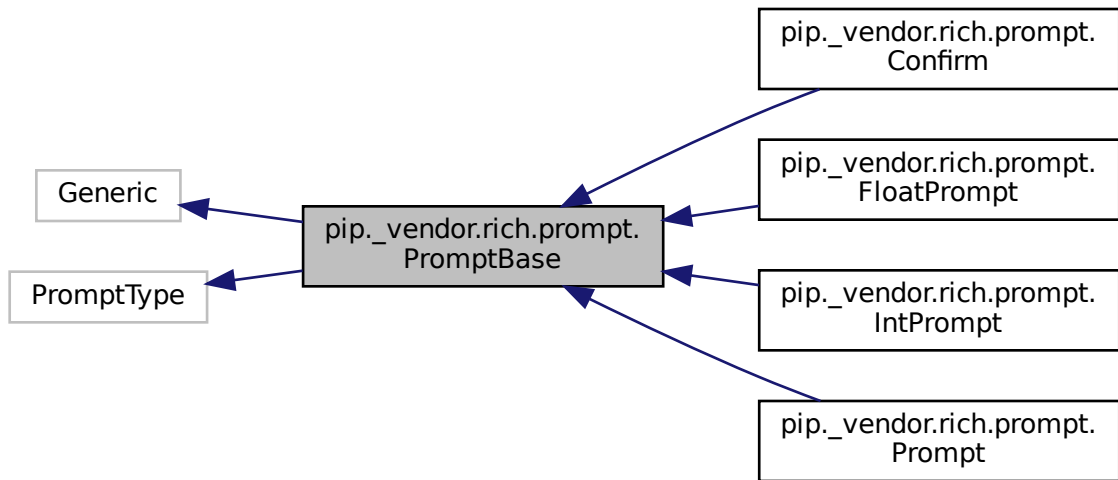 Generic
PromptType
pip._vendor.rich.prompt.
PromptBase
pip._vendor.rich.prompt.
Confirm
pip._vendor.rich.prompt.
FloatPrompt
pip._vendor.rich.prompt.
IntPrompt
pip._vendor.rich.prompt.
Prompt